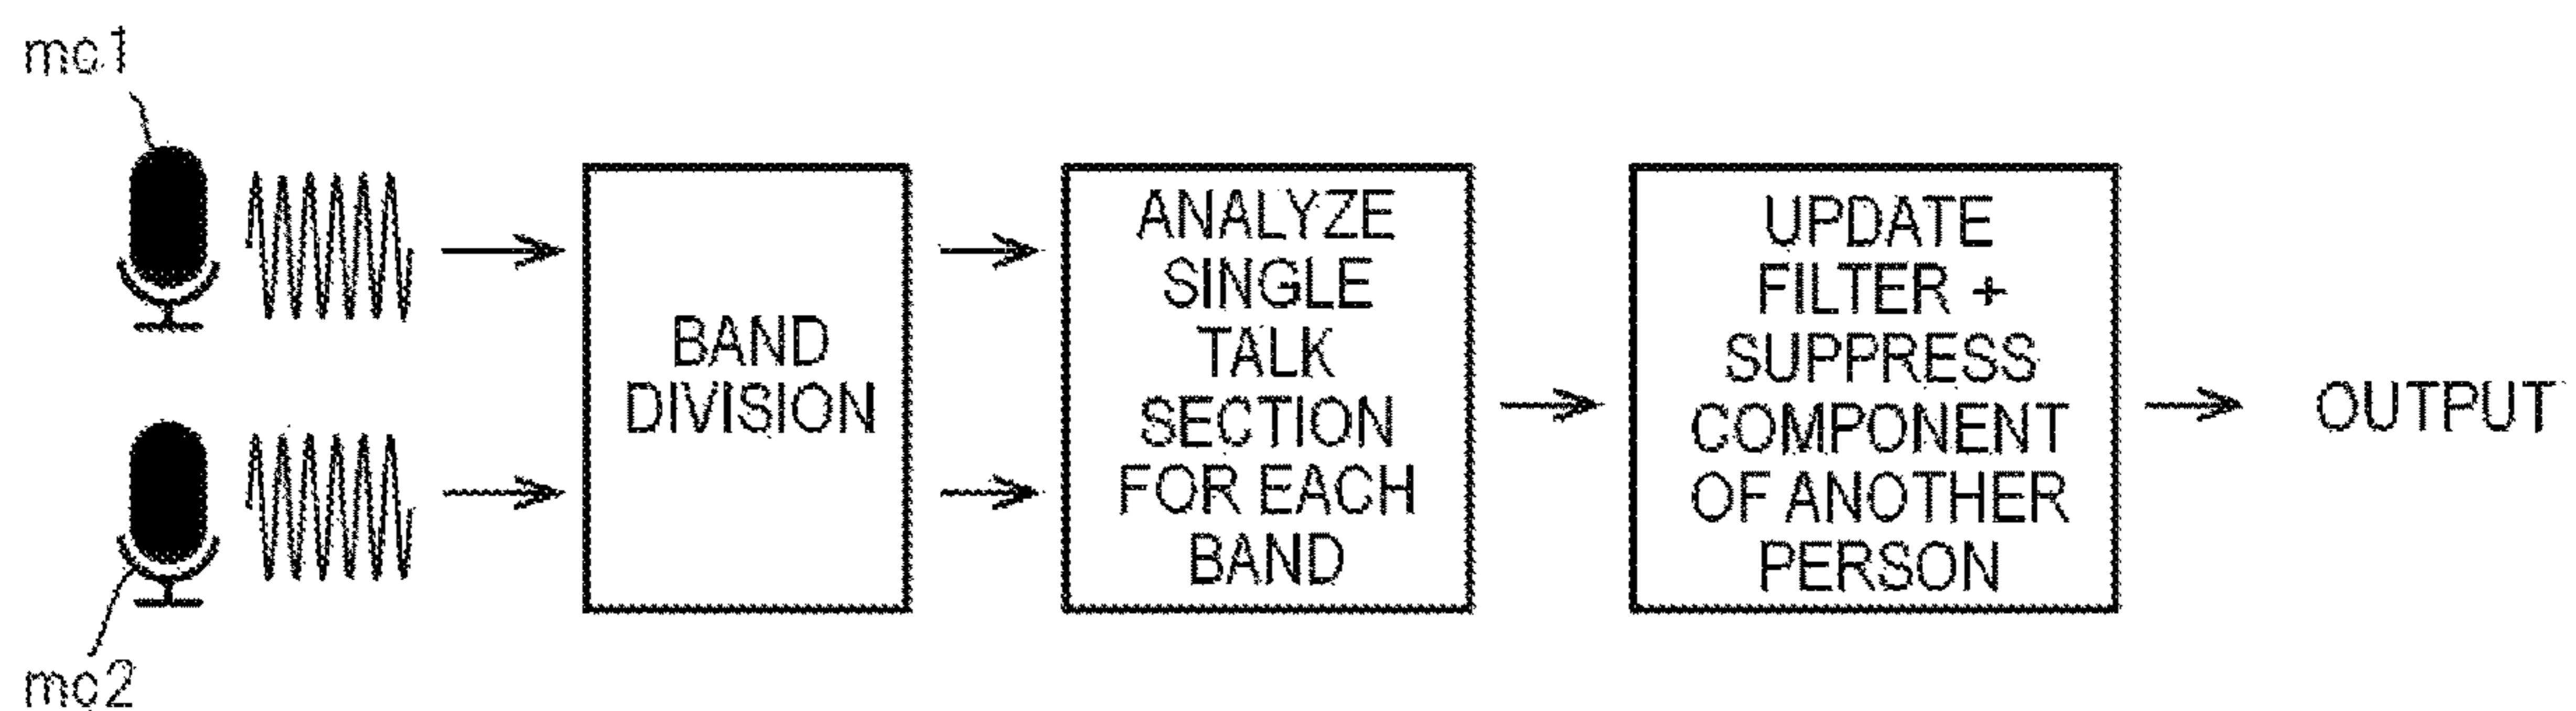 mc1
BAND
DIVISION
ANALYZE
SINGLE
TALK
SECTION
FOR EACH
BAND
UPDATE
FILTER +
SUPPRESS
COMPONENT
OF ANOTHER
PERSON
OUTPUT
mc2